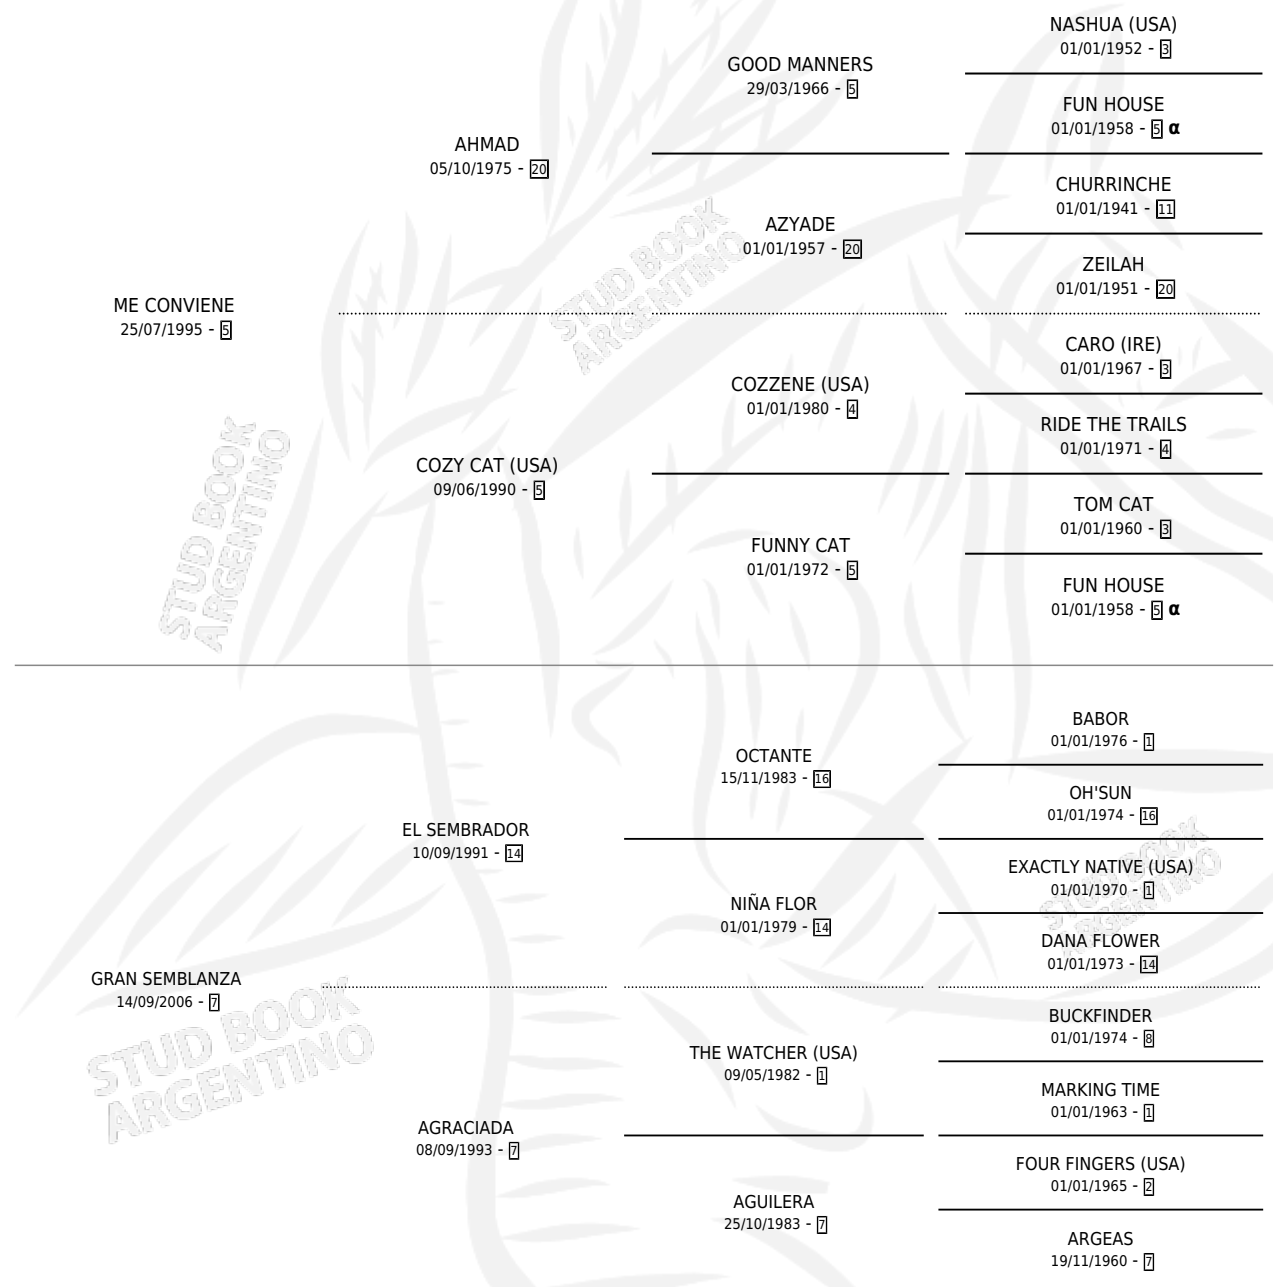 NASHUA (USA)
01/01/1952 - 3
GOOD MANNERS
29/03/1966 - 5
FUN HOUSE
01/01/1958 - 5 α
AHMAD
05/10/1975 - 20
CHURRINCHE
01/01/1941 - 11
AZYADE
01/01/1957 - 20
ZEILAH
01/01/1951 - 20
ME CONVIENE
25/07/1995 - 5
CARO (IRE)
01/01/1967 - 3
COZZENE (USA)
01/01/1980 - 4
RIDE THE TRAILS
01/01/1971 - 4
COZY CAT (USA)
09/06/1990 - 5
TOM CAT
01/01/1960 - 3
FUNNY CAT
01/01/1972 - 5
FUN HOUSE
01/01/1958 - 5 α
STUD BOOK
ARGENTINO
STUD BOOK
ARGENTINO
BABOR
01/01/1976 - 1
OCTANTE
15/11/1983 - 16
OH'SUN
01/01/1974 - 16
EL SEMBRADOR
10/09/1991 - 14
EXACTLY NATIVE (USA)
01/01/1970 - 1
NIÑA FLOR
01/01/1979 - 14
DANA FLOWER
01/01/1973 - 14
GRAN SEMBLANZA
14/09/2006 - 7
BUCKFINDER
01/01/1974 - 8
THE WATCHER (USA)
09/05/1982 - 1
MARKING TIME
01/01/1963 - 1
AGRACIADA
08/09/1993 - 7
FOUR FINGERS (USA)
01/01/1965 - 2
AGUILERA
25/10/1983 - 7
ARGEAS
19/11/1960 - 7
STUD BOOK
ARGENTINO
STUD BOOK
ARGENTINO